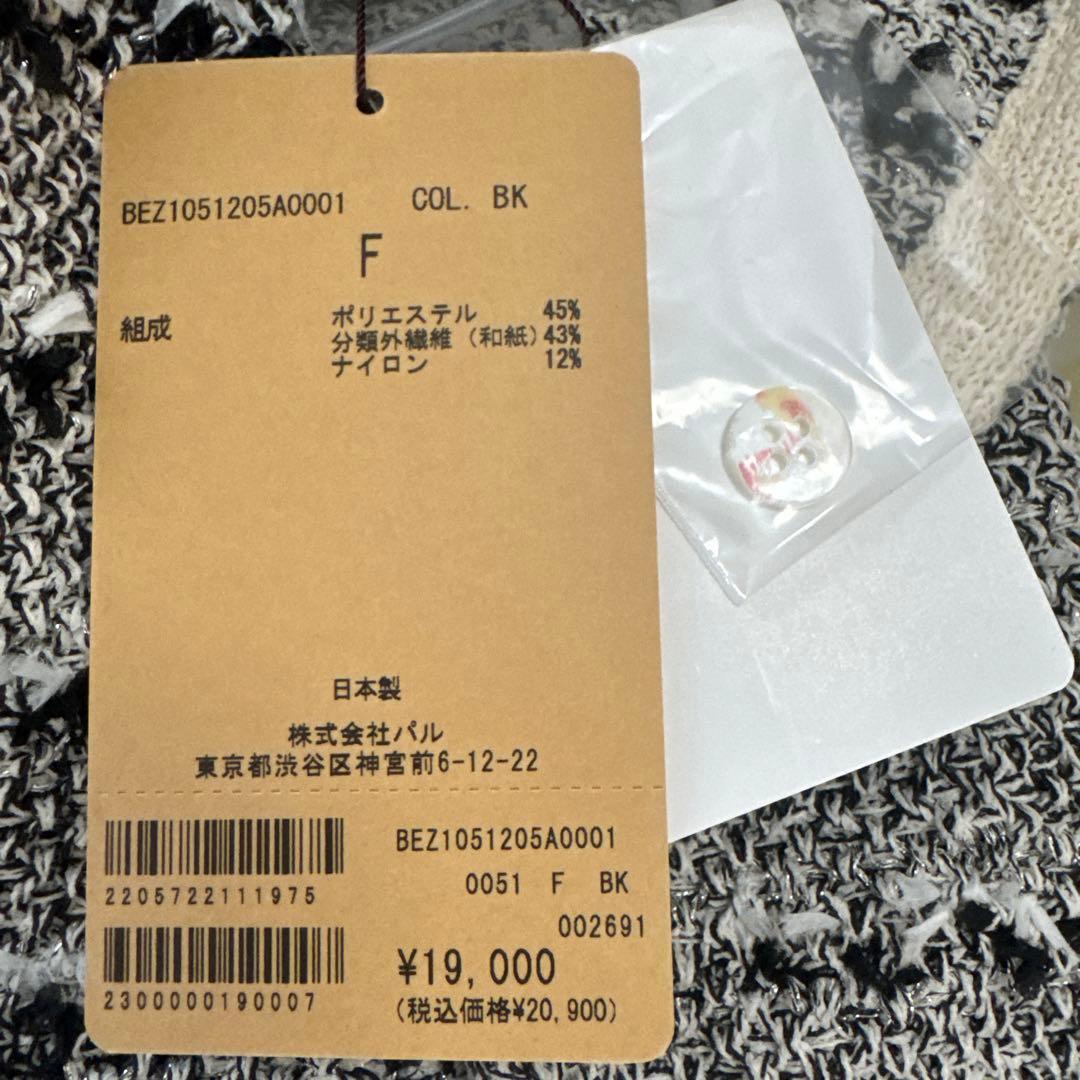 BEZ1051205A0001 COL. BK
F
組成
ポリエステル 45%
分類外繊維（和紙）43%
ナイロン 12%
日本製
株式会社パル
東京都渋谷区神宮前6-12-22
BEZ1051205A0001
0051 F BK
002691
2205722111975
¥19,000
(税込価格¥20,900)
2300000190007